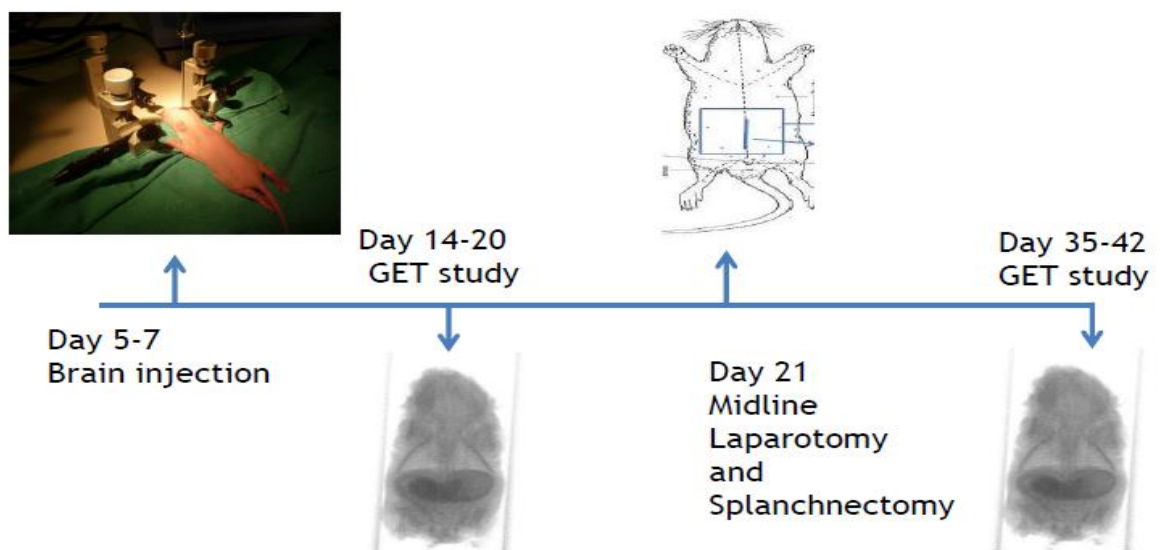 Day 14-20
GET study
Day 35-42
GET study
Day 5-7
Brain injection
Day 21
Midline
Laparotomy
and
Splanchnectomy